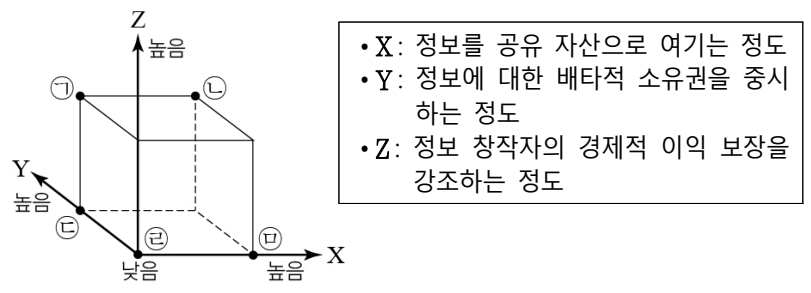 Z
높음
㉠
㉡
Y
높음
㉢
㉣
㉤
X
낮음
높음
• X: 정보를 공유 자산으로 여기는 정도
• Y: 정보에 대한 배타적 소유권을 중시
하는 정도
• Z: 정보 창작자의 경제적 이익 보장을
강조하는 정도